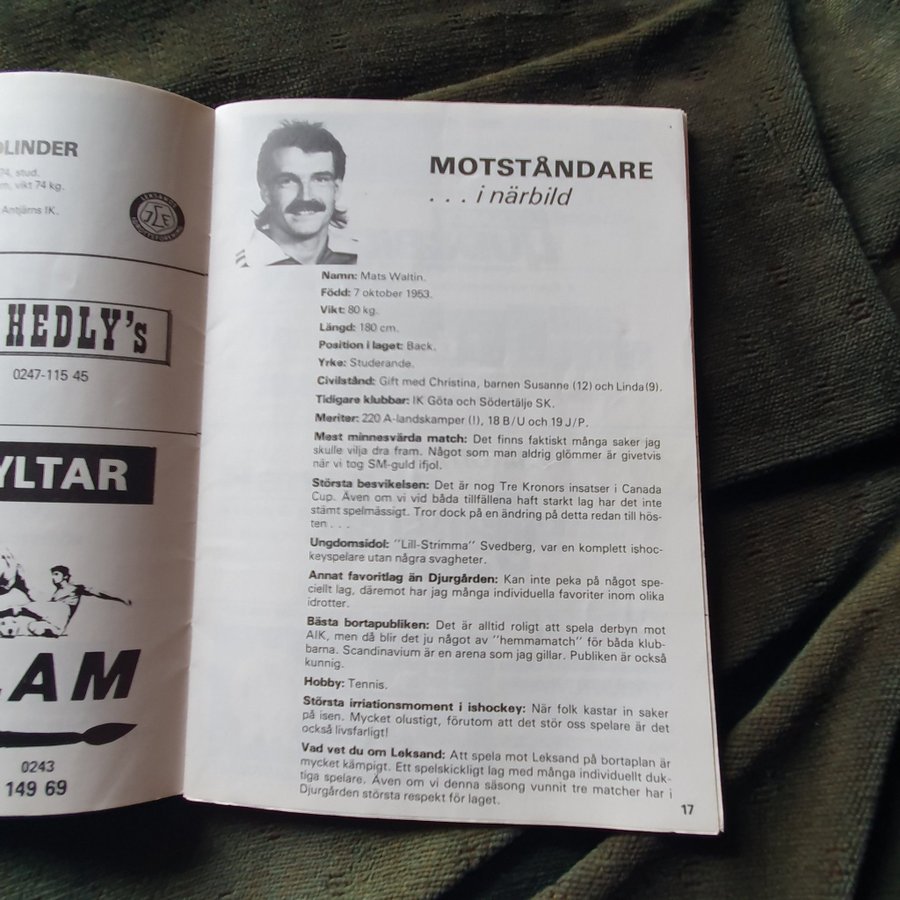 LINDER
74, stud.
m, vikt 74 kg.
Antjärns IK.
LEKSANDS
HEDLY's
0247-115 45
YLTAR
LAM
0243
149 69
MOTSTÅNDARE
. . . i närbild
Namn: Mats Waltin.
Född: 7 oktober 1953.
Vikt: 80 kg.
Längd: 180 cm.
Position i laget: Back.
Yrke: Studerande.
Civilstånd: Gift med Christina, barnen Susanne (12) och Linda (9).
Tidigare klubbar: IK Göta och Södertälje SK.
Meriter: 220 A-landskamper (!), 18 B/U och 19 J/P.
Mest minnesvärda match: Det finns faktiskt många saker jag
skulle vilja dra fram. Något som man aldrig glömmer är givetvis
när vi tog SM-guld ifjol.
Största besvikelsen: Det är nog Tre Kronors insatser i Canada
Cup. Även om vi vid båda tillfällena haft starkt lag har det inte
stämt spelmässigt. Tror dock på en ändring på detta redan till hös-
ten . . .
Ungdomsidol: "Lill-Strimma" Svedberg, var en komplett ishoc-
keyspelare utan några svagheter.
Annat favoritlag än Djurgården: Kan inte peka på något spe-
ciellt lag, däremot har jag många individuella favoriter inom olika
idrotter.
Bästa bortapubliken: Det är alltid roligt att spela derbyn mot
AIK, men då blir det ju något av "hemmamatch" för båda klub-
barna. Scandinavium är en arena som jag gillar. Publiken är också
kunnig.
Hobby: Tennis.
Största irriationsmoment i ishockey: När folk kastar in saker
på isen. Mycket olustigt, förutom att det stör oss spelare är det
också livsfarligt!
Vad vet du om Leksand: Att spela mot Leksand på bortaplan är
mycket kämpigt. Ett spelskickligt lag med många individuellt duk-
tiga spelare. Även om vi denna säsong vunnit tre matcher har i
Djurgården största respekt för laget.
17